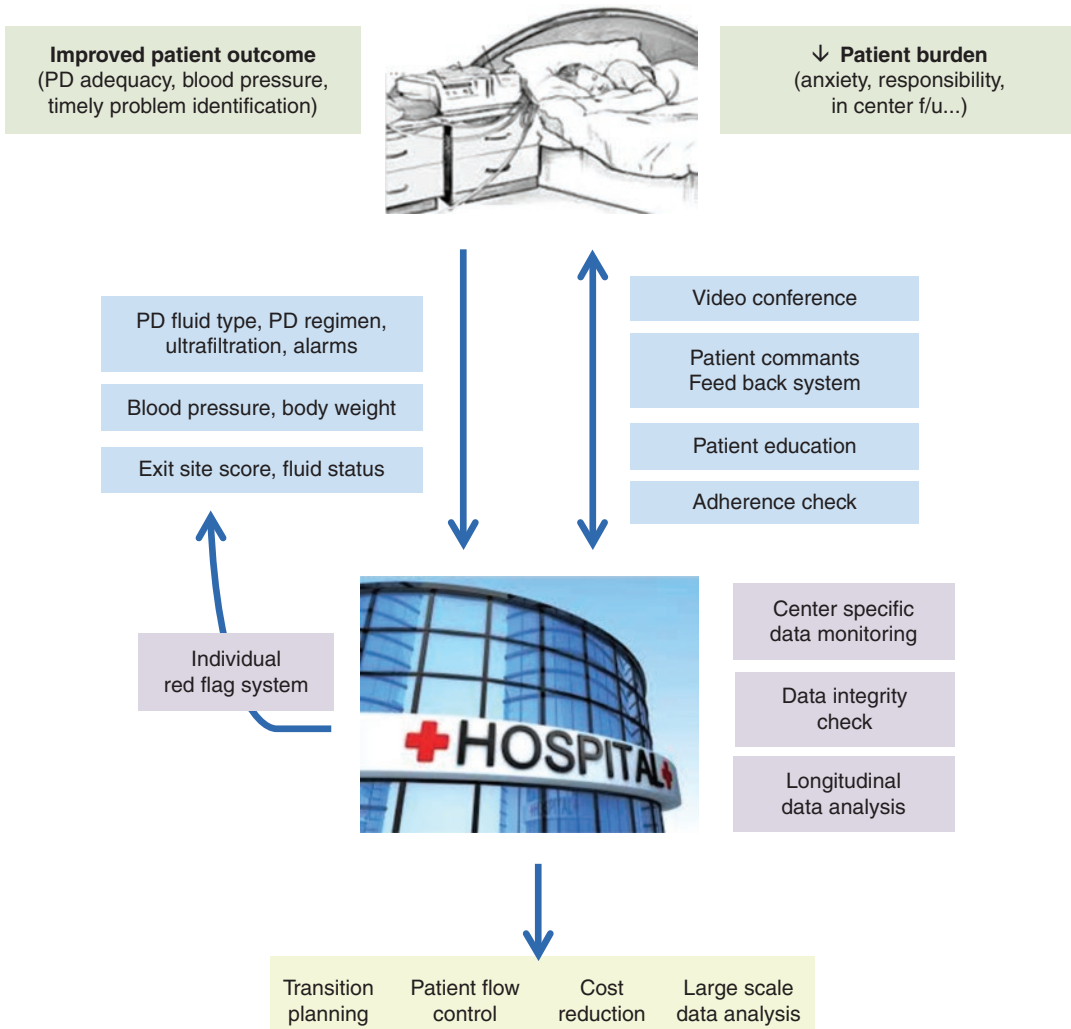 Improved patient outcome
(PD adequacy, blood pressure,
timely problem identification)
↓ Patient burden
(anxiety, responsibility,
in center f/u...)
PD fluid type, PD regimen,
ultrafiltration, alarms
Blood pressure, body weight
Exit site score, fluid status
Video conference
Patient commants
Feed back system
Patient education
Adherence check
Individual
red flag system
HOSPITAL
HOSPITAL
Center specific
data monitoring
Data integrity
check
Longitudinal
data analysis
Transition
planning
Patient flow
control
Cost
reduction
Large scale
data analysis